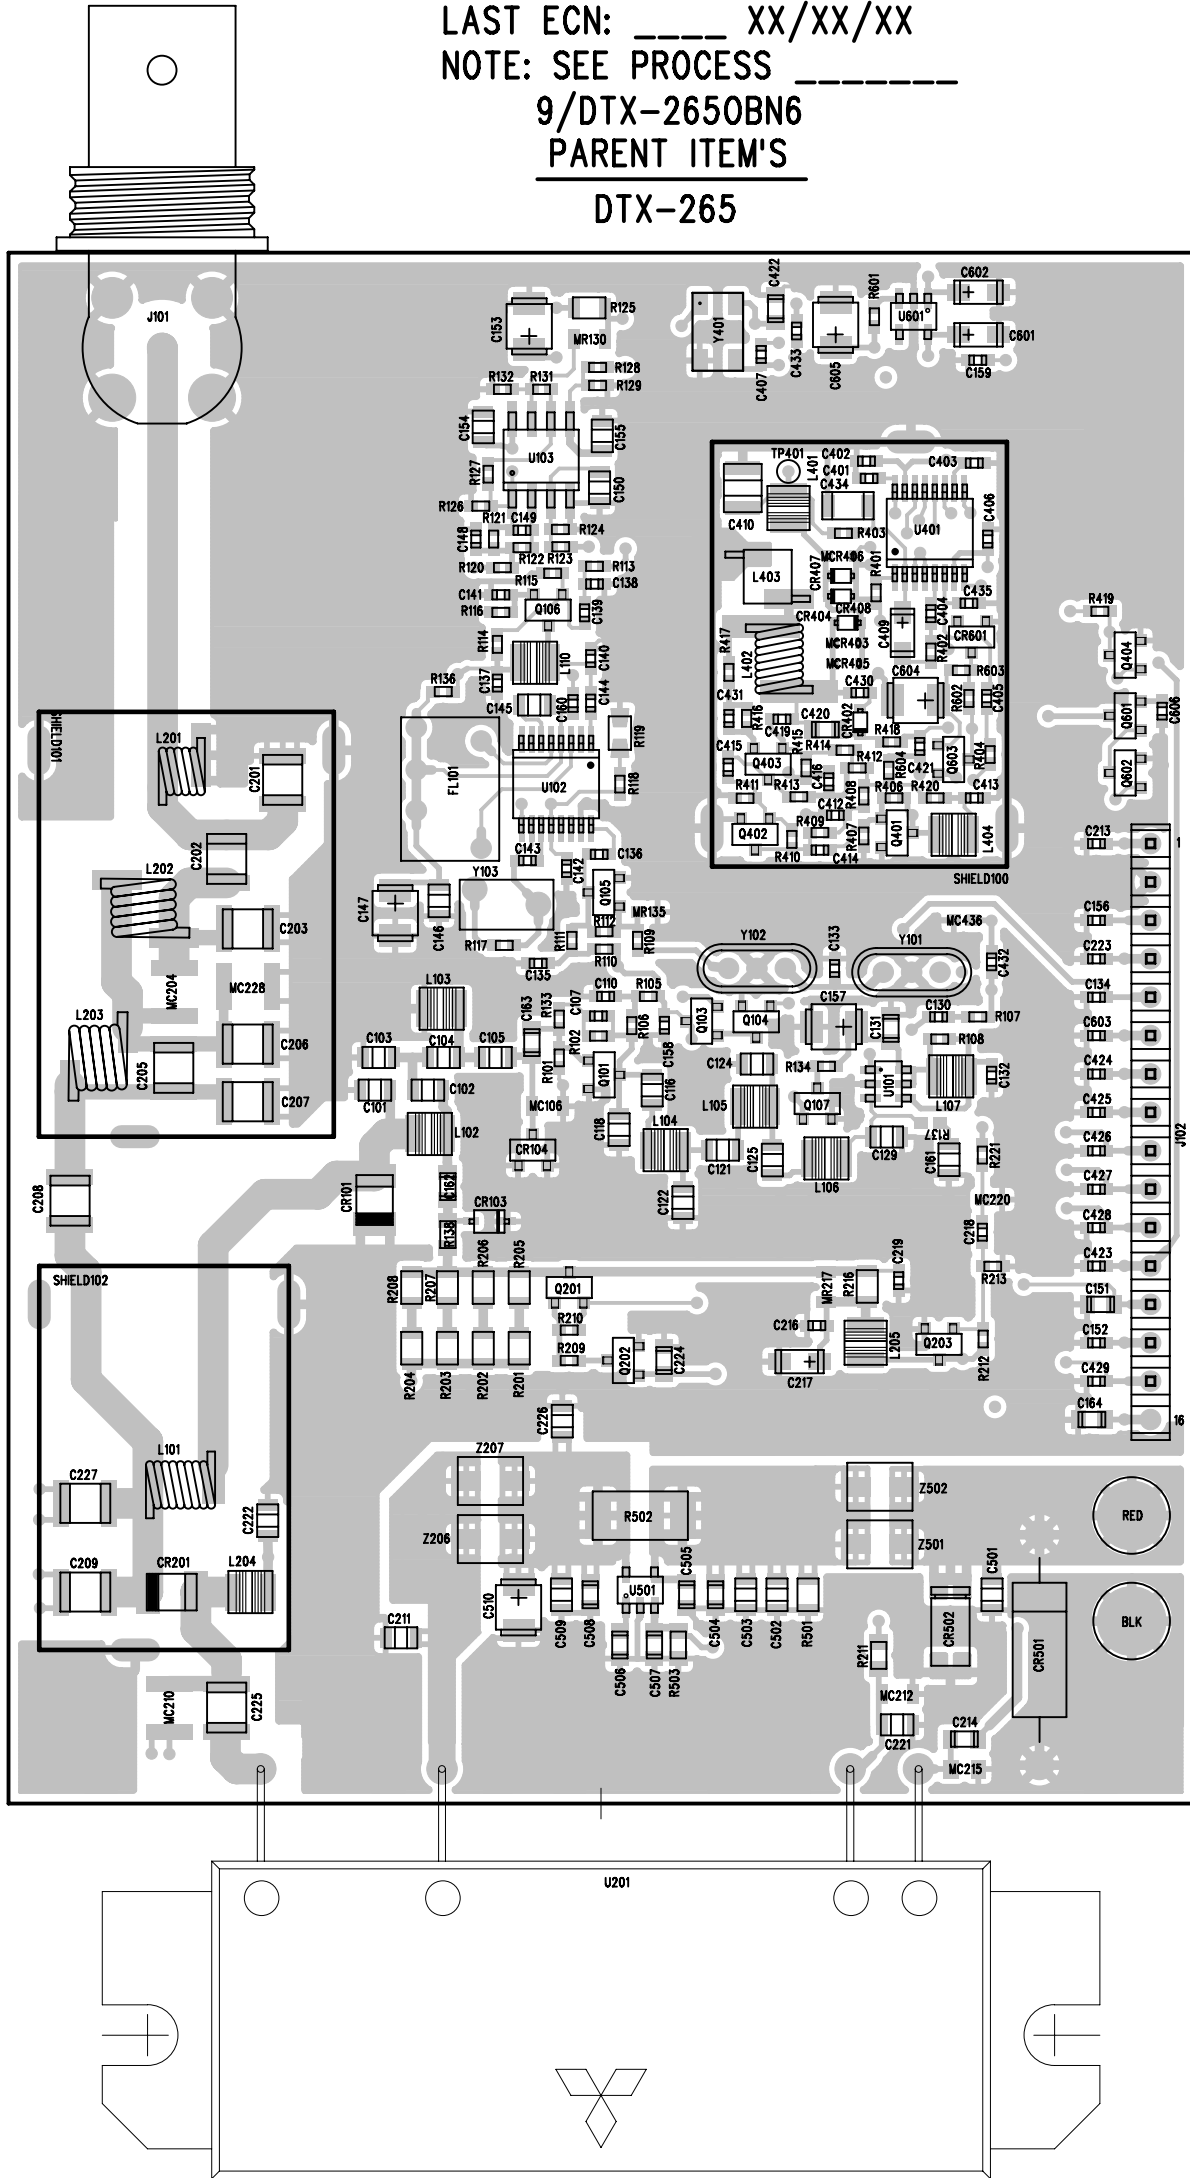 LAST ECN: ____ XX/XX/XX
NOTE: SEE PROCESS _______
9/DTX-2650BN6
PARENT ITEM'S
DTX-265
J101
C153
R125
MR130
Y401
C422
C433
C407
C605
R601
U601
C602
C601
C159
R128
R129
R132
R131
C154
C155
U103
R127
C150
R126
R121
C149
R124
C148
R122
R123
R120
R113
R115
C138
C141
R116
Q106
C139
R114
L110
C140
R136
C137
C145
C160
C144
R119
FL101
U102
R118
TP401
L401
C402
C401
C403
C434
C410
R403
U401
C406
MCR406
CR407
R401
L403
C435
CR408
CR404
C409
C404
R402
CR601
MCR403
MCR405
R417
L402
R603
C430
C604
R602
C405
C431
R416
C419
C420
CR402
R418
R415
R414
C415
Q403
C416
R412
R604
C421
Q603
R404
R411
R413
C412
R408
R406
R420
C413
Q402
R409
R407
Q401
R410
C414
L404
SHIELD100
R419
Q404
Q601
C606
Q602
SHIELD101
L201
C201
C202
L202
C203
MC204
MC228
L203
C205
C206
C207
C143
C142
C136
Y103
Q105
C147
C146
MR135
R112
R117
R111
R109
R110
C135
Y102
C133
Y101
MC436
C432
L103
C110
R105
C163
R133
C107
R102
R106
C158
Q103
Q104
C157
C131
C130
R107
R108
C103
C104
C105
R101
Q101
C101
C102
MC106
C116
C124
R134
U101
C132
L102
C118
L104
L105
Q107
L107
CR104
C121
C125
L106
C129
R137
C161
R221
C122
MC220
C208
CR101
C162
CR103
R138
C218
R206
R205
C219
R213
C213
1
C156
C223
C134
C603
C424
C425
C426
J102
C427
C428
C423
C151
C152
C429
C164
16
SHIELD102
R208
R207
Q201
MR217
R216
R210
C216
R209
Q202
C224
L205
Q203
R212
C217
R204
R203
R202
R201
C226
L101
C227
C222
C209
CR201
L204
Z207
Z206
R502
Z502
Z501
RED
BLK
C510
C509
C508
U501
C505
C504
C503
C502
R501
C506
C507
R503
C501
CR502
CR501
R211
C211
MC210
C225
MC212
C221
C214
MC215
U201